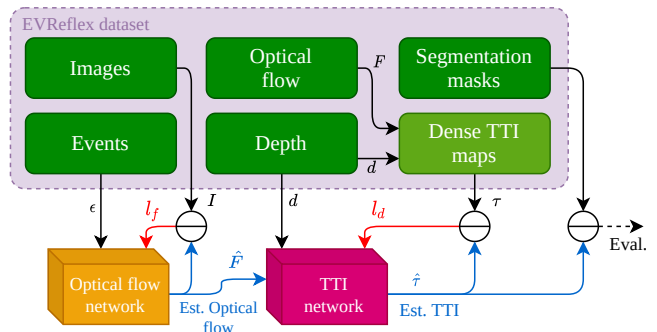 EVReflex dataset
Images
Optical
flow
F
Segmentation
masks
Events
Depth
d
Dense TTI
maps
ϵ
l_f
I
d
l_d
τ
Eval.
Optical flow
network
F̂
Est. Optical
flow
TTI
network
τ̂
Est. TTI